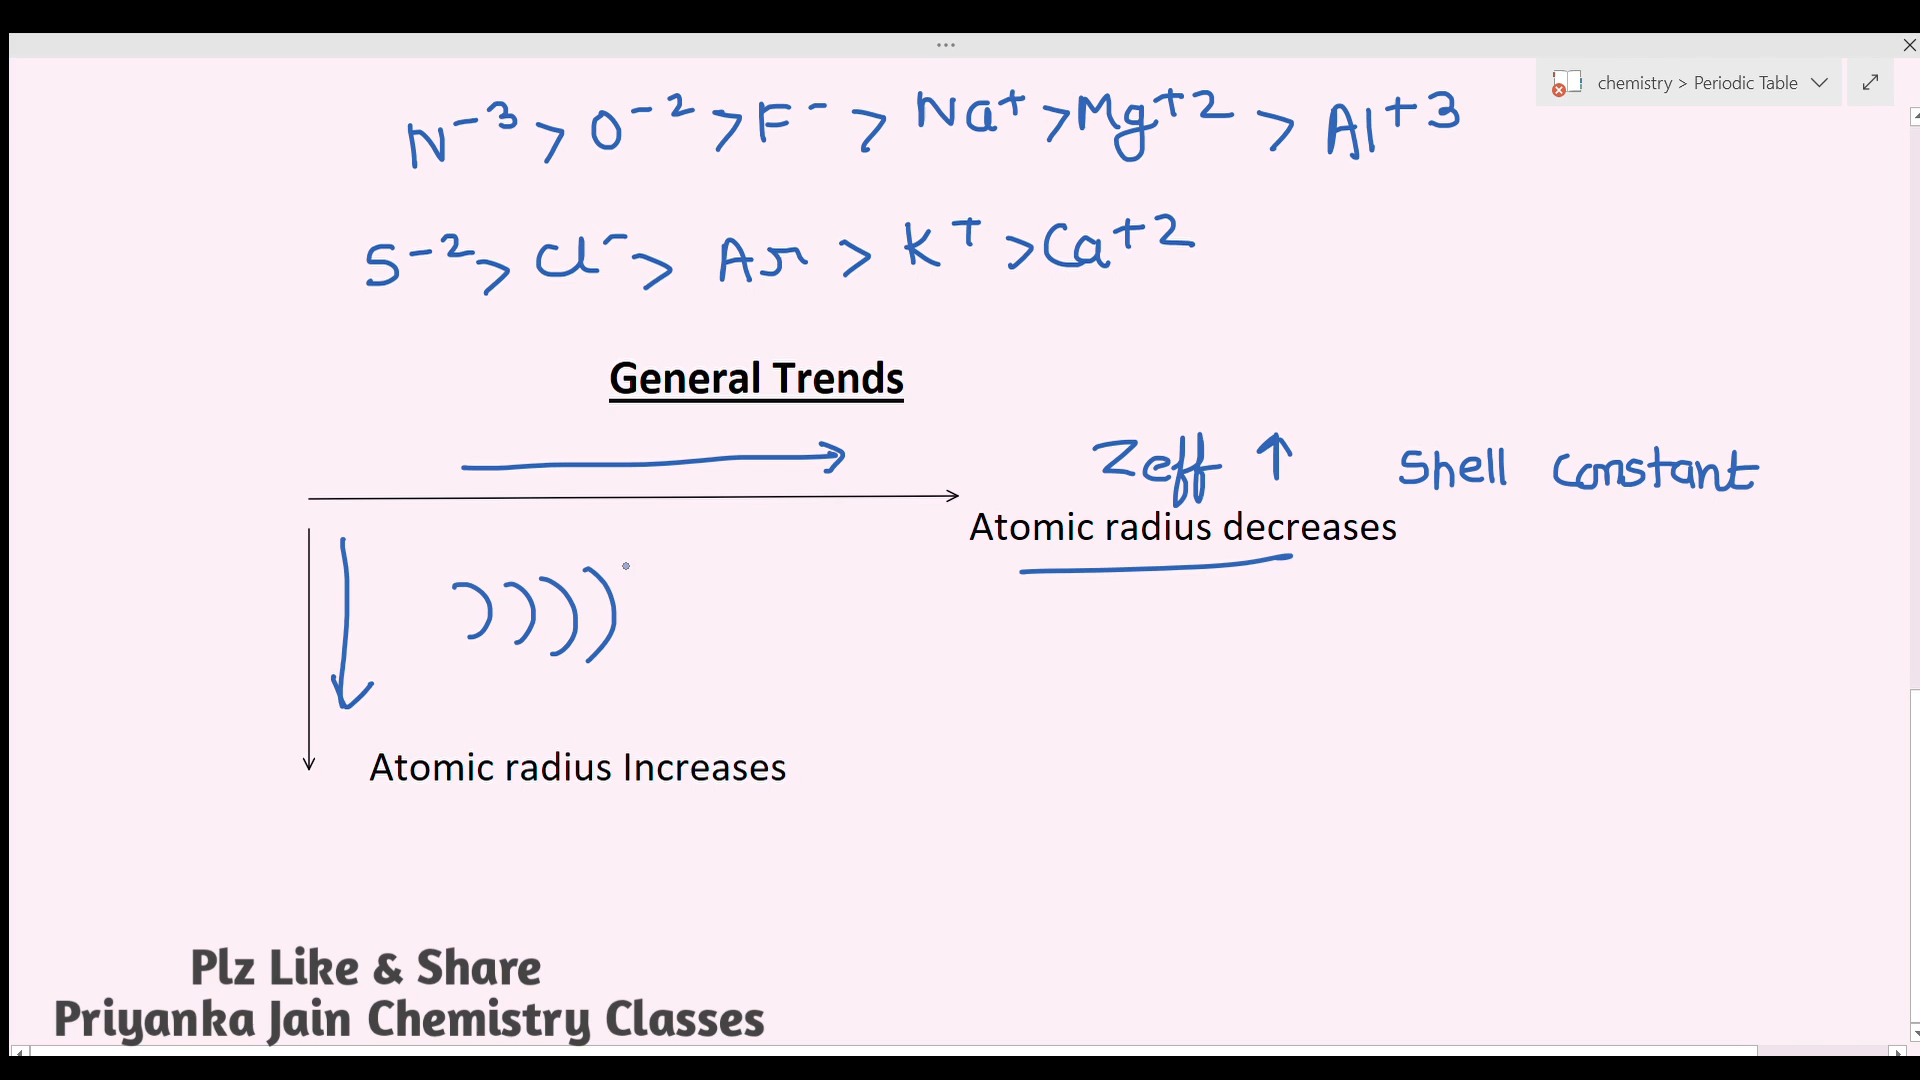 chemistry > Periodic Table
N⁻³ > O⁻² > F⁻ > Na⁺ > Mg⁺² > Al⁺³
S⁻² > Cl⁻ > Ar > K⁺ > Ca⁺²
General Trends
Zeff ↑ Shell Constant
Atomic radius decreases
Atomic radius Increases
Plz Like & Share
Priyanka Jain Chemistry Classes